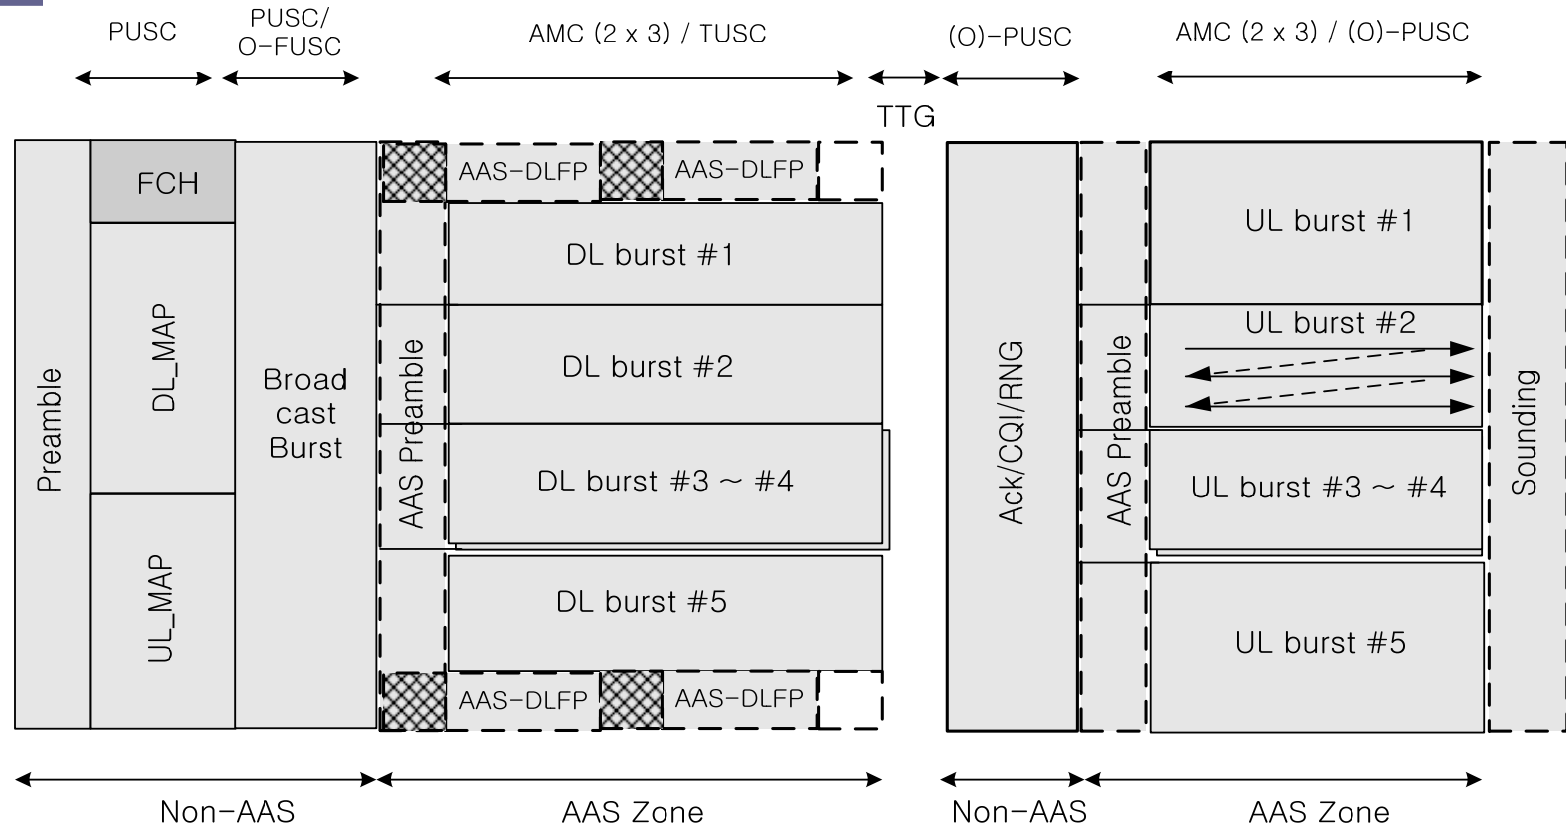 PUSC
PUSC/
O-FUSC
AMC (2 x 3) / TUSC
TTG
(O)-PUSC
AMC (2 x 3) / (O)-PUSC
Preamble
FCH
DL_MAP
UL_MAP
Broad
cast
Burst
AAS Preamble
AAS-DLFP
AAS-DLFP
DL burst #1
DL burst #2
DL burst #3 ~ #4
DL burst #5
AAS-DLFP
AAS-DLFP
Ack/CQI/RNG
AAS Preamble
UL burst #1
UL burst #2
UL burst #3 ~ #4
UL burst #5
Sounding
Non-AAS
AAS Zone
Non-AAS
AAS Zone